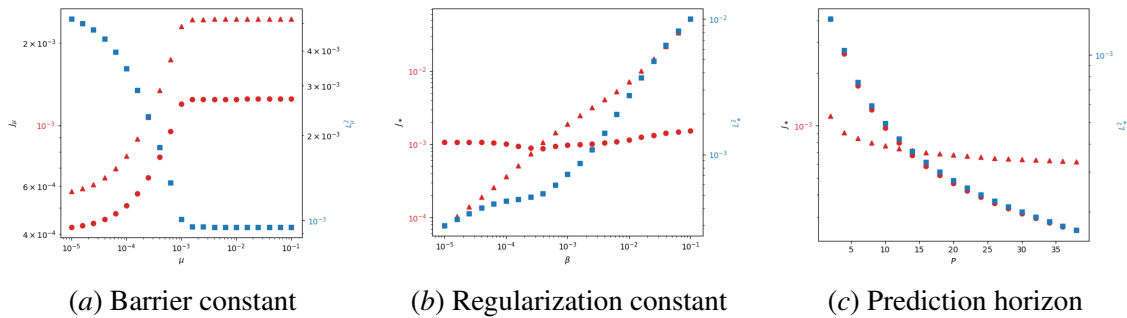 2 × 10⁻³
10⁻³
6 × 10⁻⁴
4 × 10⁻⁴
J_μ
10⁻⁵ 10⁻⁴ 10⁻³ 10⁻² 10⁻¹
μ
4 × 10⁻³
3 × 10⁻³
2 × 10⁻³
10⁻³
L²_μ
10⁻²
10⁻³
10⁻⁴
J_*
10⁻⁵ 10⁻⁴ 10⁻³ 10⁻² 10⁻¹
β
10⁻²
10⁻³
L²_*
10⁻³
J_*
5 10 15 20 25 30 35
P
10⁻³
L²_*
(a) Barrier constant (b) Regularization constant (c) Prediction horizon